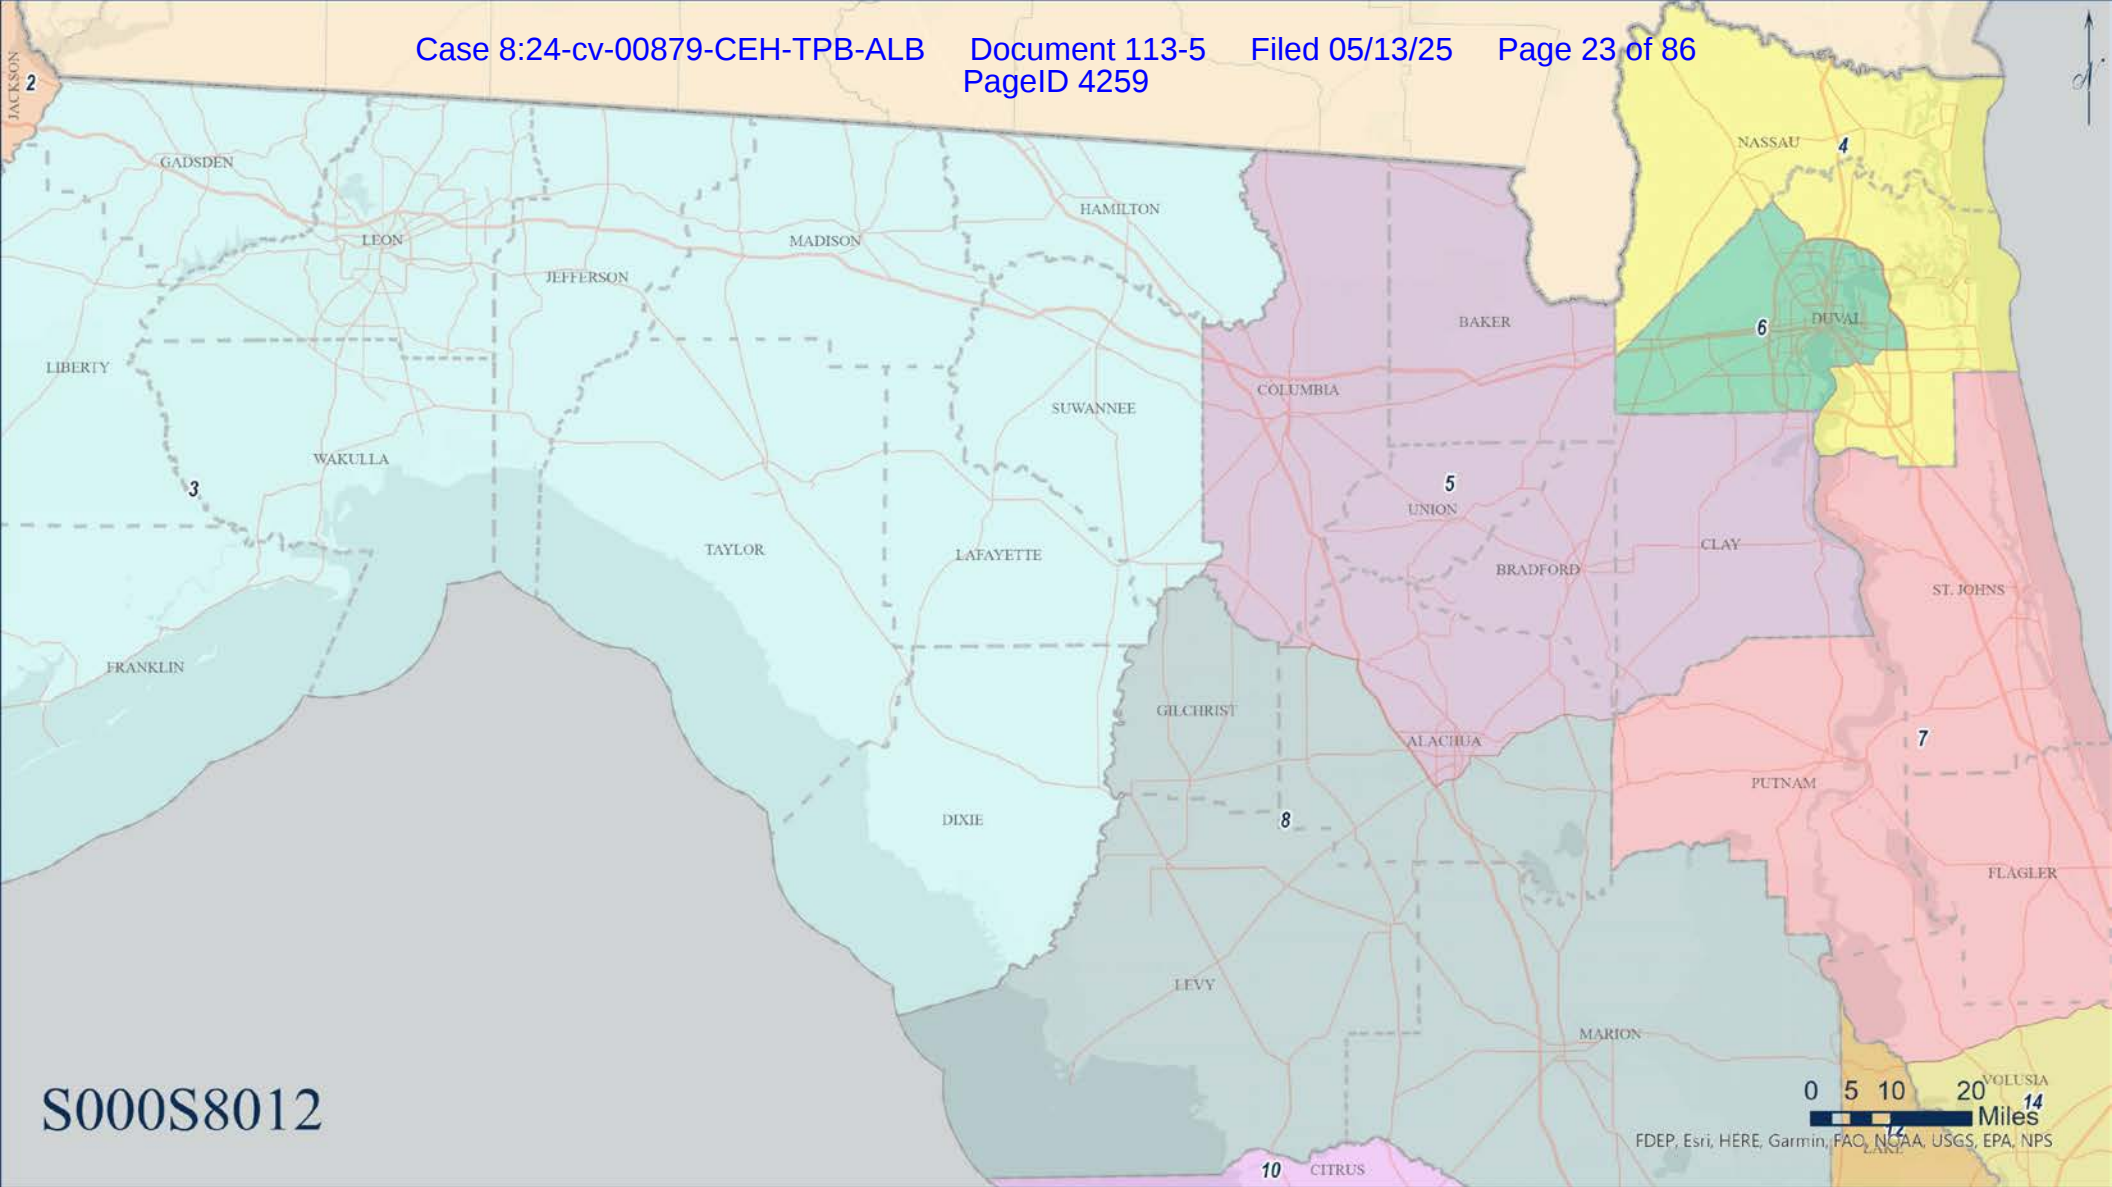 Case 8:24-cv-00879-CEH-TPB-ALB Document 113-5 Filed 05/13/25 Page 23 of 86
PageID 4259
JACKSON
2
NASSAU
4
GADSDEN
HAMILTON
LEON
MADISON
JEFFERSON
BAKER
6
DUVAL
LIBERTY
COLUMBIA
SUWANNEE
WAKULLA
3
5
UNION
TAYLOR
LAFAYETTE
CLAY
BRADFORD
ST. JOHNS
FRANKLIN
GILCHRIST
ALACHUA
7
PUTNAM
DIXIE
8
FLAGLER
LEVY
MARION
S000S8012
0 5 10 20
Miles
VOLUSIA
14
12
FDEP, Esri, HERE, Garmin, FAO, NOAA, USGS, EPA, NPS
LAKE
10
CITRUS